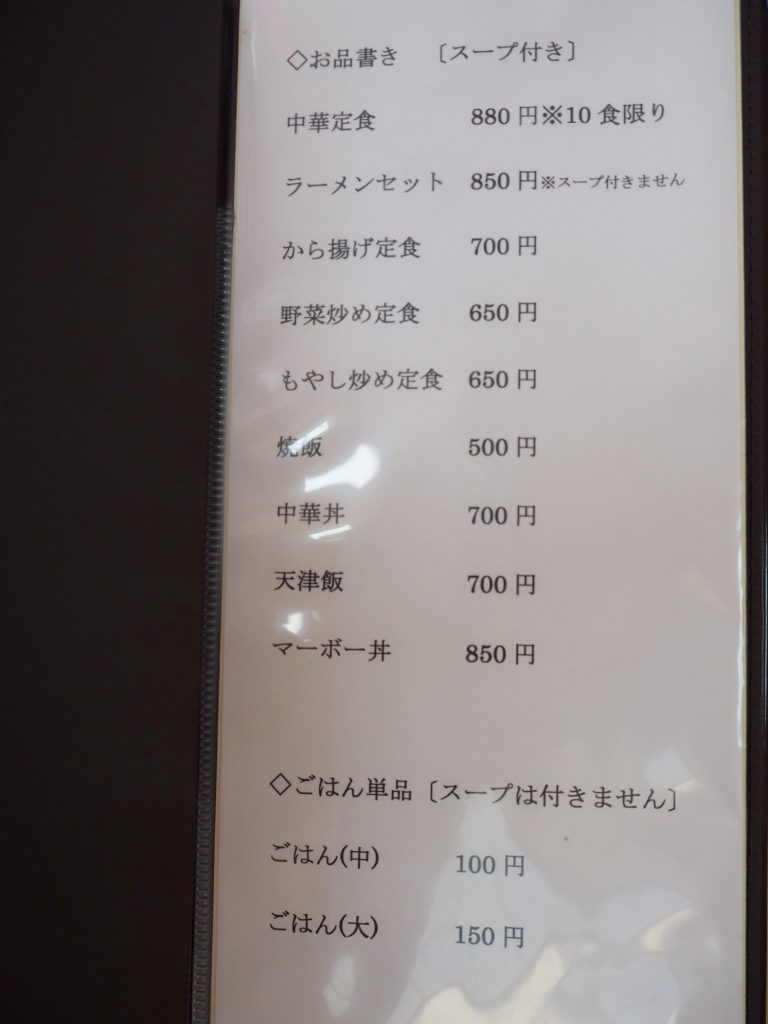 ◇お品書き 〔スープ付き〕
中華定食 880円※10食限り
ラーメンセット 850円※スープ付きません
から揚げ定食 700円
野菜炒め定食 650円
もやし炒め定食 650円
焼飯 500円
中華丼 700円
天津飯 700円
マーボー丼 850円
◇ごはん単品〔スープは付きません〕
ごはん(中) 100円
ごはん(大) 150円